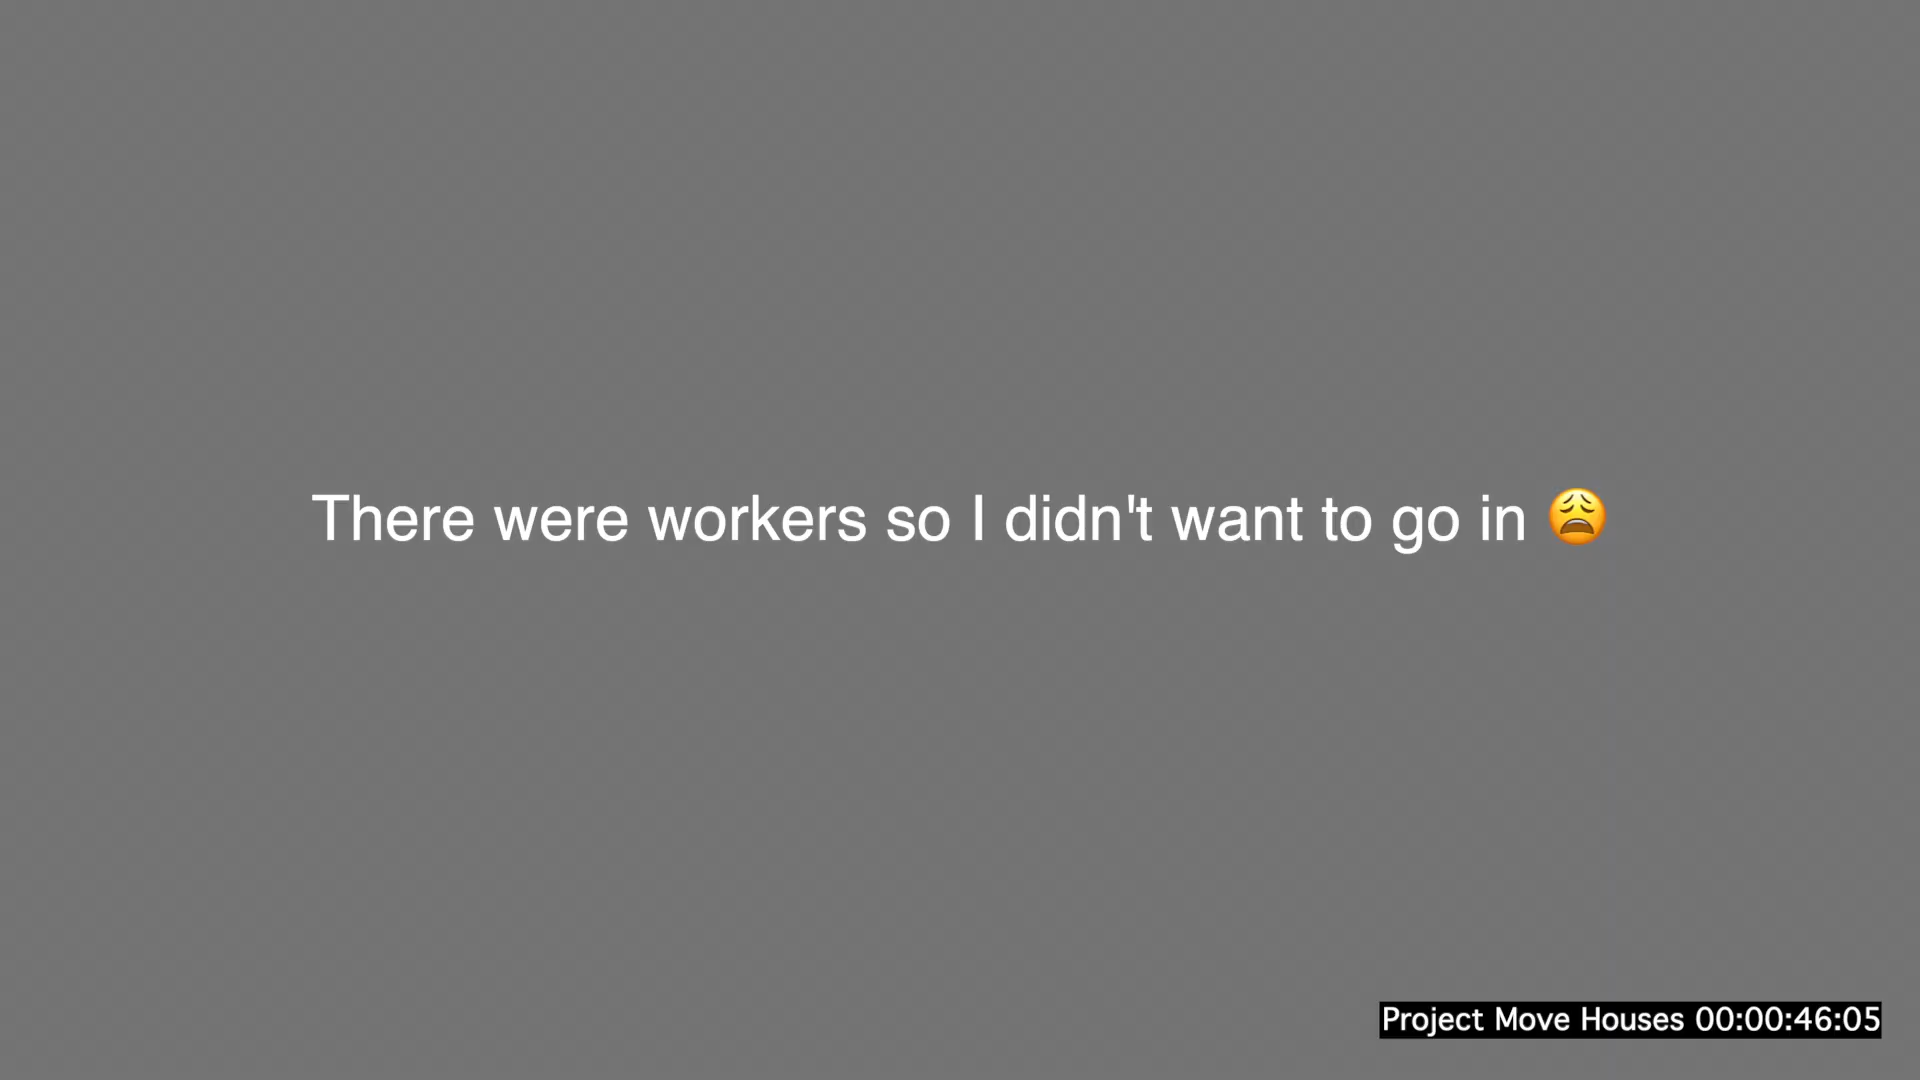 There were workers so I didn't want to go in 😩
Project Move Houses 00:00:46:05